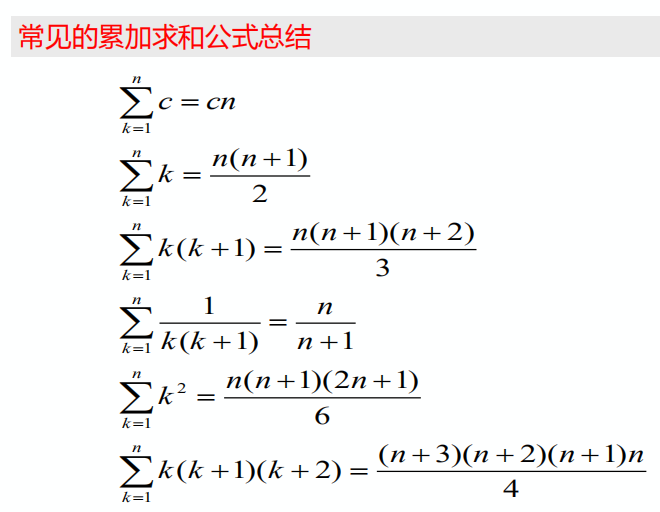 常见的累加求和公式总结
$\sum_{k=1}^{n} c = cn$
$\sum_{k=1}^{n} k = \frac{n(n+1)}{2}$
$\sum_{k=1}^{n} k(k+1) = \frac{n(n+1)(n+2)}{3}$
$\sum_{k=1}^{n} \frac{1}{k(k+1)} = \frac{n}{n+1}$
$\sum_{k=1}^{n} k^2 = \frac{n(n+1)(2n+1)}{6}$
$\sum_{k=1}^{n} k(k+1)(k+2) = \frac{(n+3)(n+2)(n+1)n}{4}$